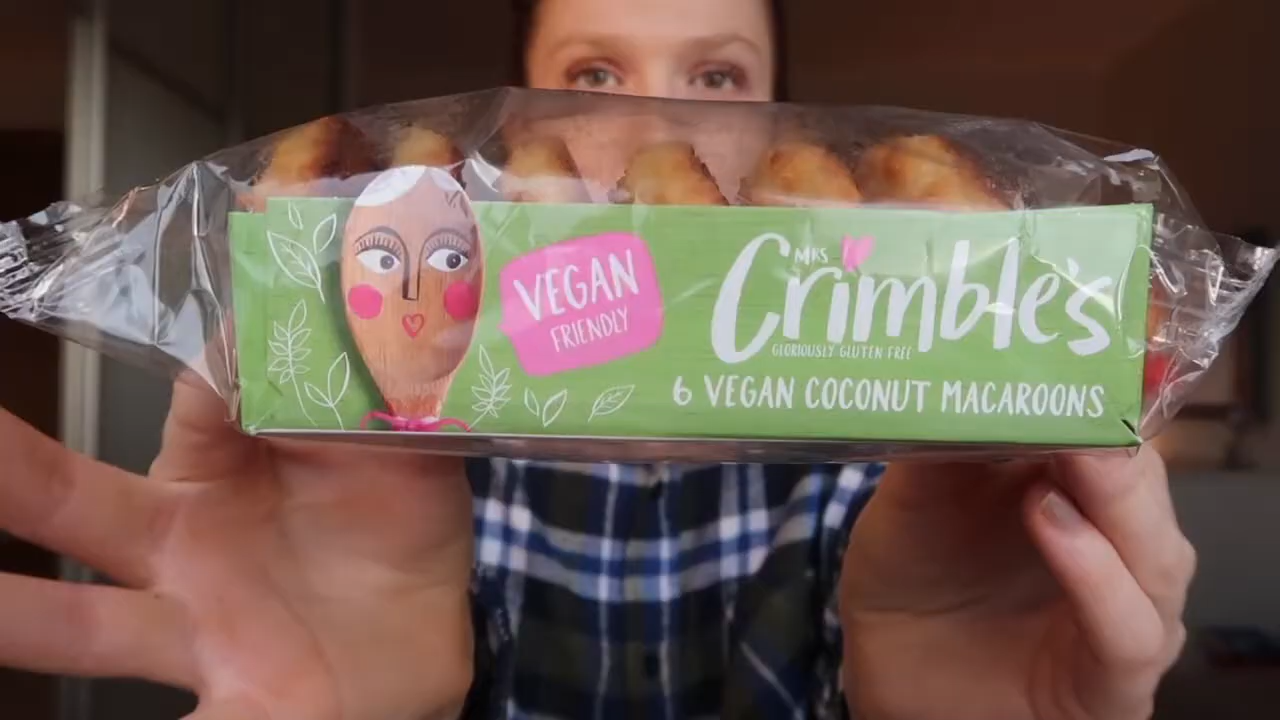 VEGAN
FRIENDLY
MRS
Crimble's
GLORIOUSLY GLUTEN FREE
6 VEGAN COCONUT MACAROONS